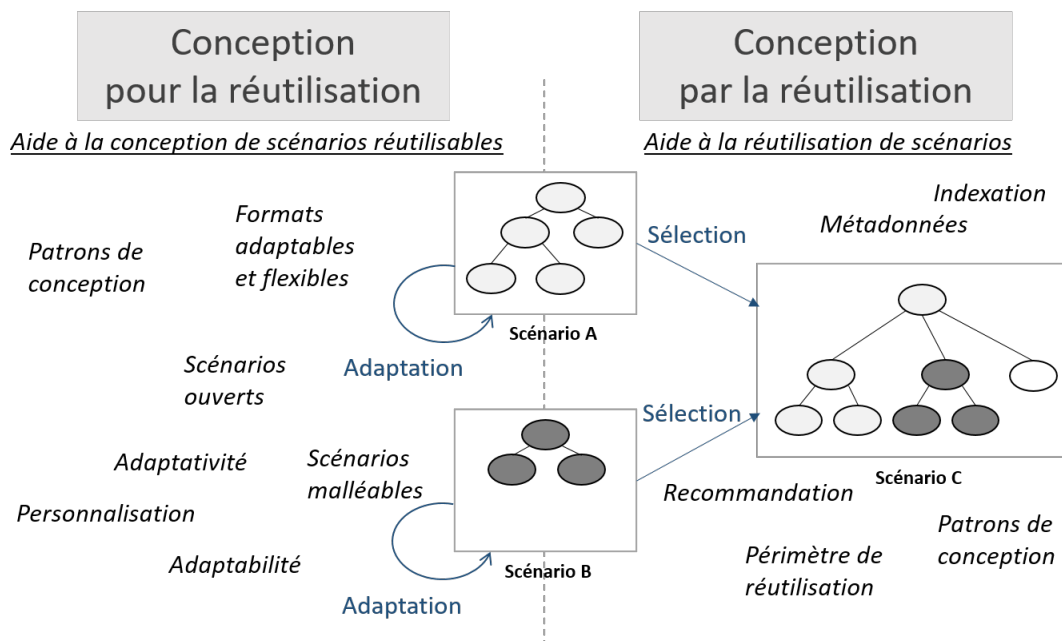 Conception
pour la réutilisation
Conception
par la réutilisation
Aide à la conception de scénarios réutilisables
Aide à la réutilisation de scénarios
Patrons de
conception
Formats
adaptables
et flexibles
Scénarios
ouverts
Adaptation
Scénario A
Sélection
Indexation
Métadonnées
Adaptativité
Scénarios
malléables
Personnalisation
Adaptabilité
Adaptation
Scénario B
Sélection
Scénario C
Recommandation
Périmètre de
réutilisation
Patrons de
conception